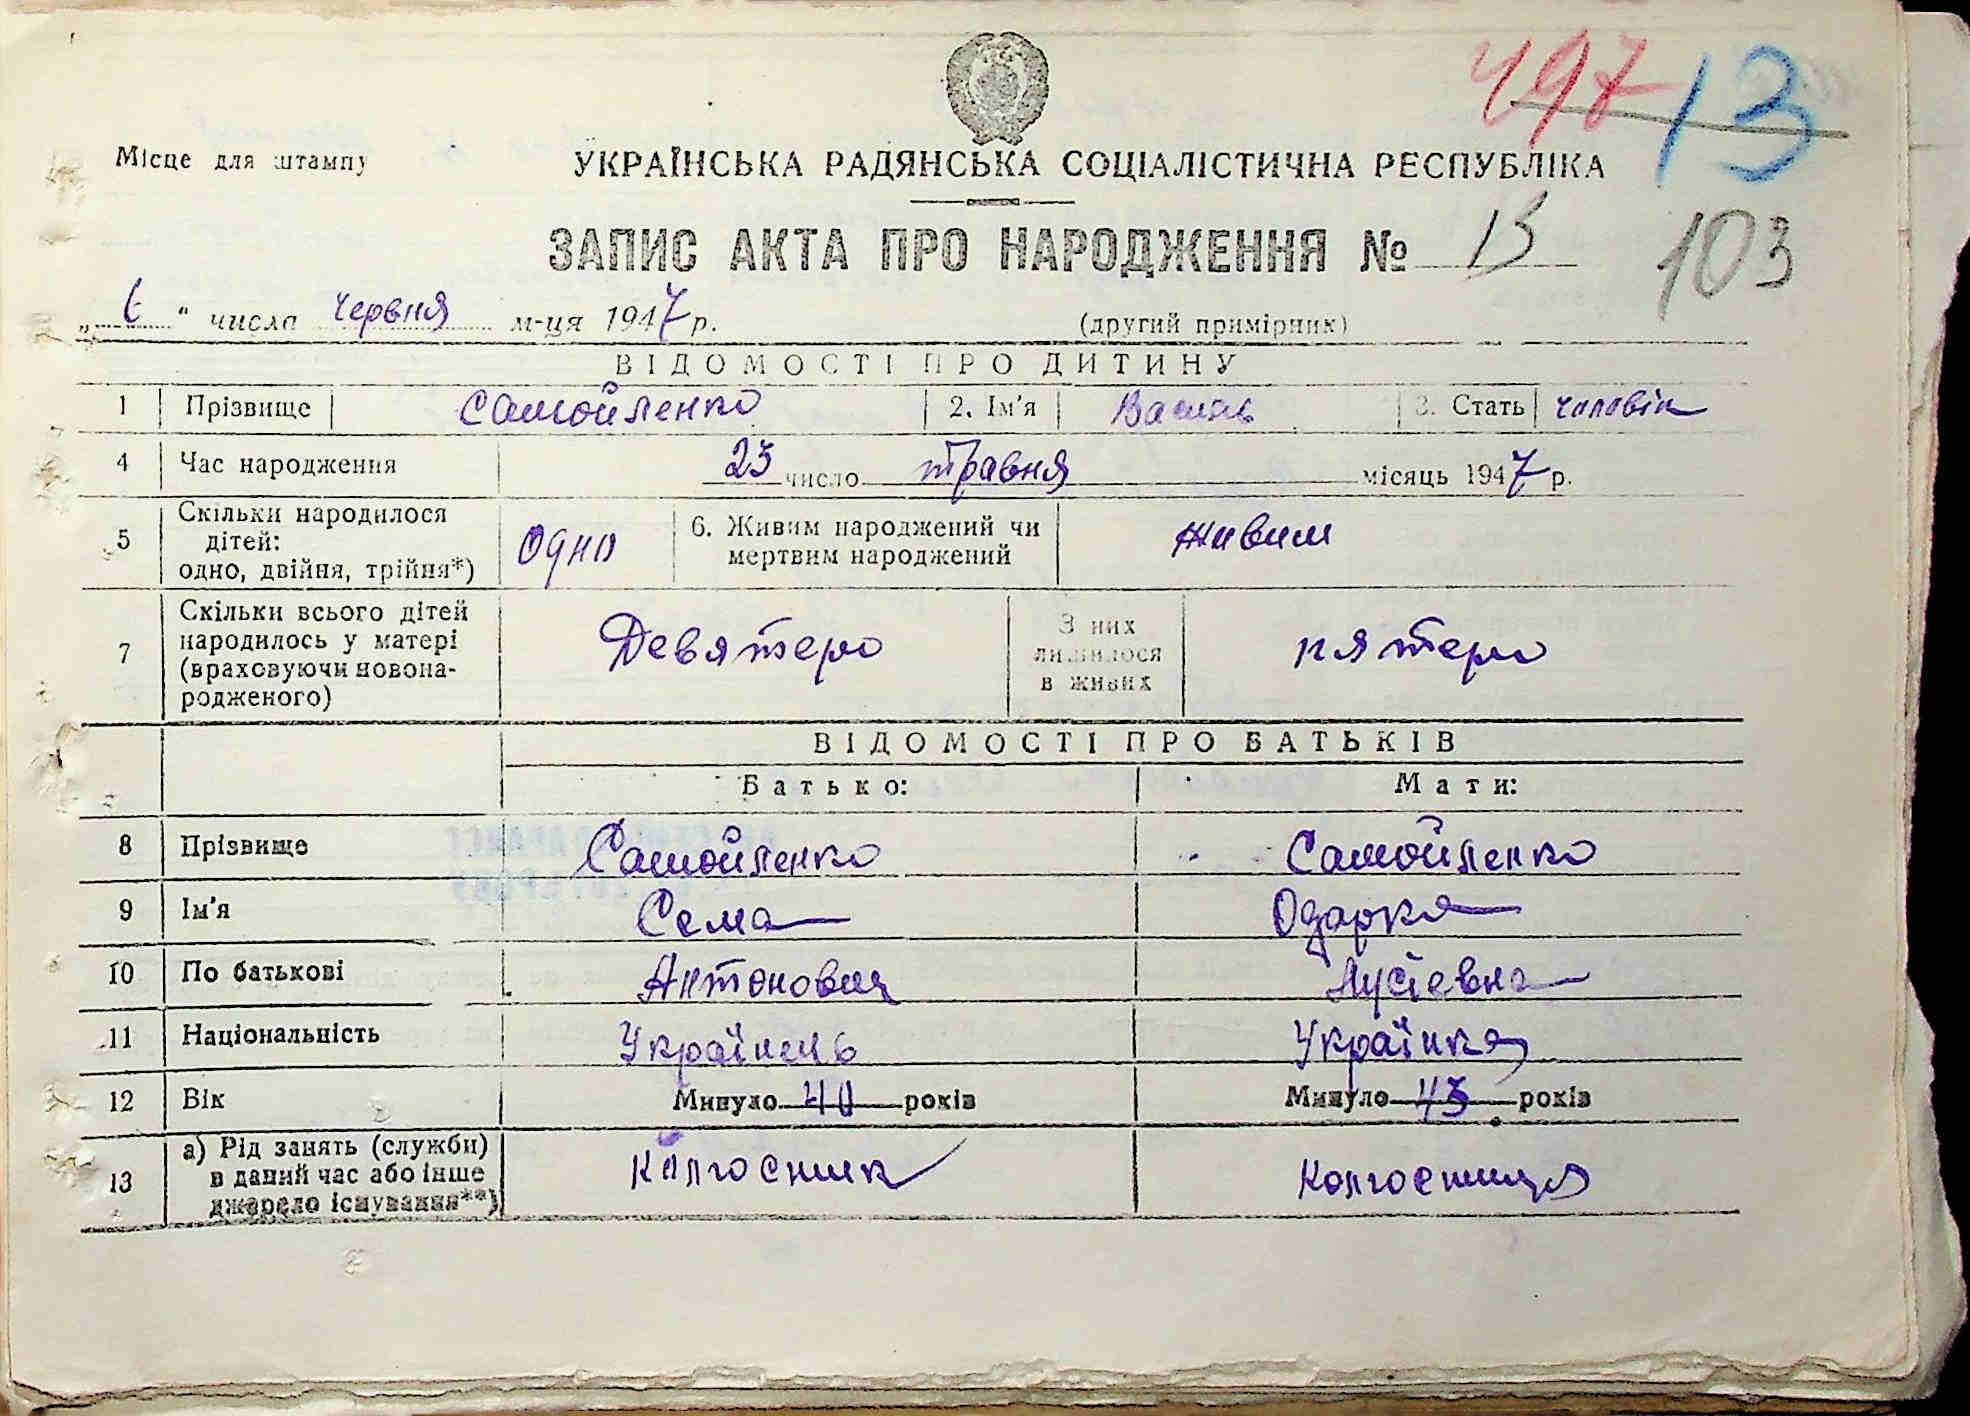 497 13
Місце для штампу
УКРАЇНСЬКА РАДЯНСЬКА СОЦІАЛІСТИЧНА РЕСПУБЛІКА
ЗАПИС АКТА ПРО НАРОДЖЕННЯ № 13
103
„6“ числа червня м-ця 1947 р.
(другий примірник)
ВІДОМОСТІ ПРО ДИТИНУ
1 Прізвище Самойленко 2. Ім'я Василь 3. Стать чоловік
4 Час народження 23 число травня місяць 1947 р.
5 Скільки народилося
дітей:
одно, двійня, трійня*) одно 6. Живим народжений чи
мертвим народжений живим
7 Скільки всього дітей
народилось у матері
(враховуючи новона-
родженого) Девятеро З них
лишилося
в живих пятеро
ВІДОМОСТІ ПРО БАТЬКІВ
Батько: Мати:
8 Прізвище Самойленко Самойленко
9 Ім'я Сема Одарка
10 По батькові Антонович
11 Національність Українець Українка
12 Вік Минуло 40 років Минуло 43 років
13 а) Рід занять (служби)
в даний час або інше
джерело існування**) Колгосник Колгосниця